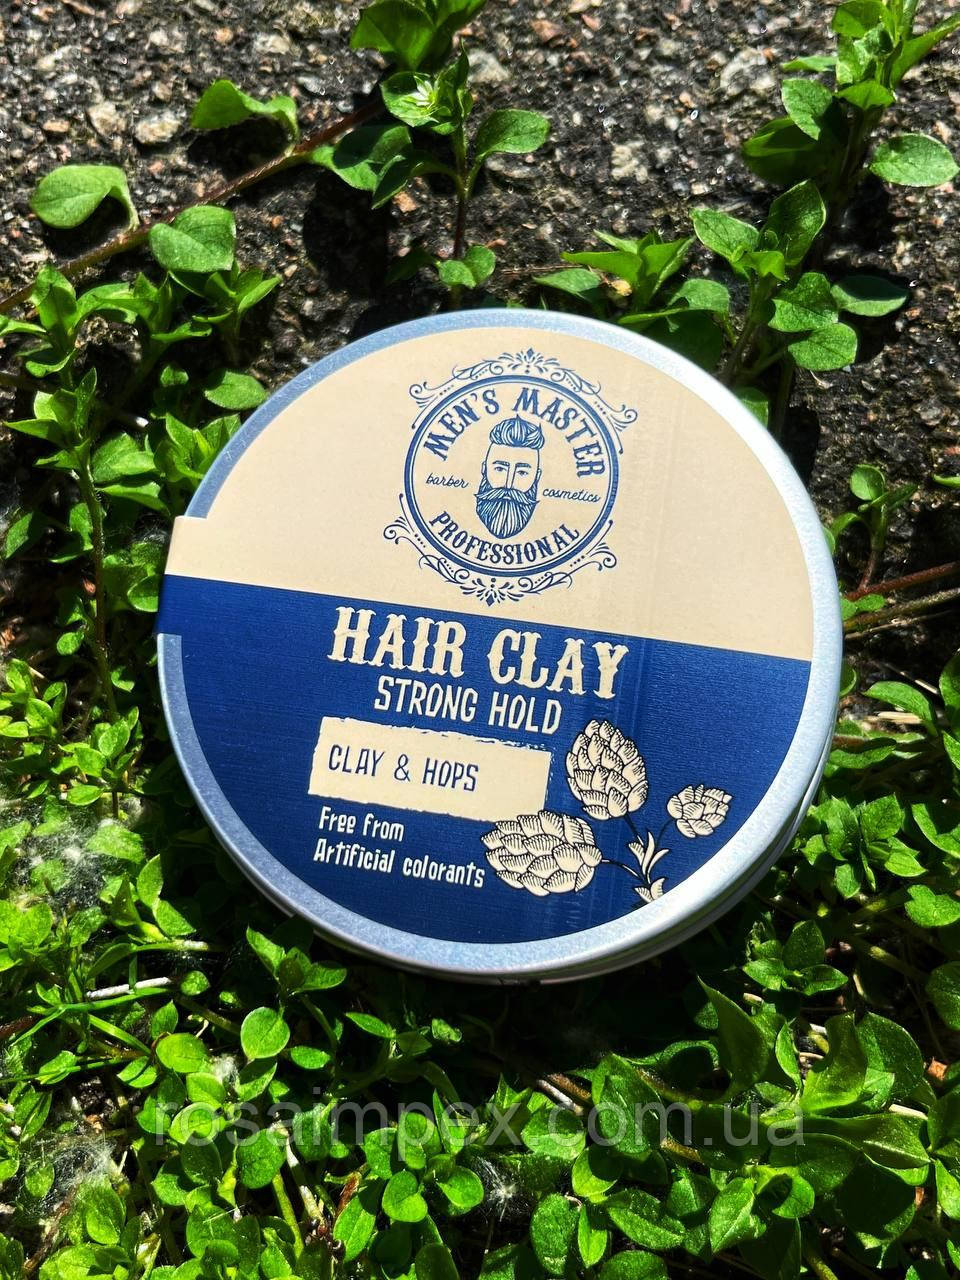 MEN'S MASTER
barber cosmetics
PROFESSIONAL
HAIR CLAY
STRONG HOLD
CLAY & HOPS
Free from
Artificial colorants
rosaimpex.com.ua